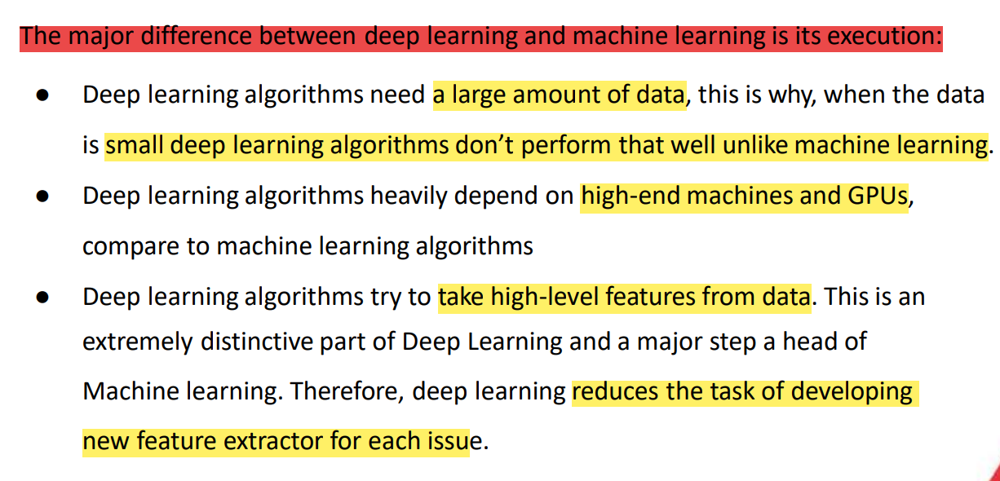 The major difference between deep learning and machine learning is its execution:
● Deep learning algorithms need a large amount of data, this is why, when the data
is small deep learning algorithms don’t perform that well unlike machine learning.
● Deep learning algorithms heavily depend on high-end machines and GPUs,
compare to machine learning algorithms
● Deep learning algorithms try to take high-level features from data. This is an
extremely distinctive part of Deep Learning and a major step a head of
Machine learning. Therefore, deep learning reduces the task of developing
new feature extractor for each issue.